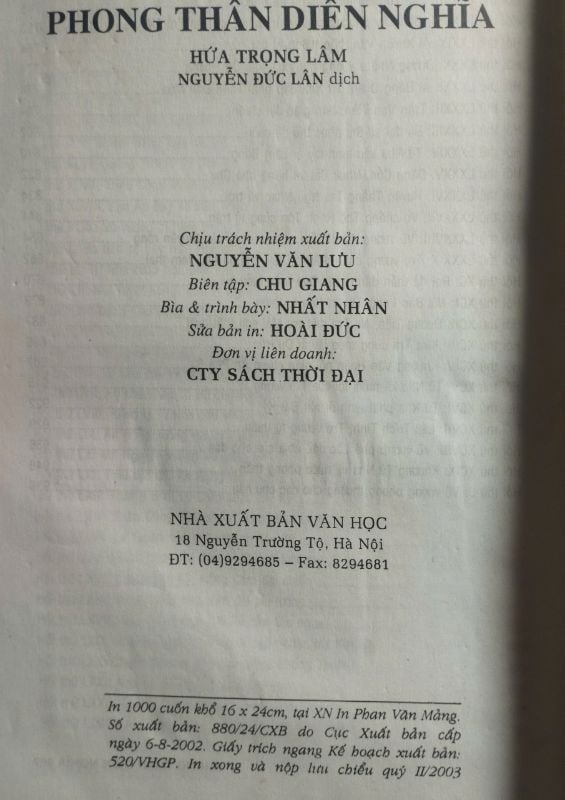 PHONG THẦN DIỄN NGHĨA
HỨA TRỌNG LÂM
NGUYỄN ĐỨC LÂN dịch
Chịu trách nhiệm xuất bản:
NGUYỄN VĂN LƯU
Biên tập: CHU GIANG
Bìa & trình bày: NHẤT NHÂN
Sửa bản in: HOÀI ĐỨC
Đơn vị liên doanh:
CTY SÁCH THỜI ĐẠI
NHÀ XUẤT BẢN VĂN HỌC
18 Nguyễn Trường Tộ, Hà Nội
ĐT: (04)9294685 – Fax: 8294681
In 1000 cuốn khổ 16 x 24cm, tại XN In Phan Văn Mảng.
Số xuất bản: 880/24/CXB do Cục Xuất bản cấp
ngày 6-8-2002. Giấy trích ngang Kế hoạch xuất bản:
520/VHGP. In xong và nộp lưu chiểu quý II/2003